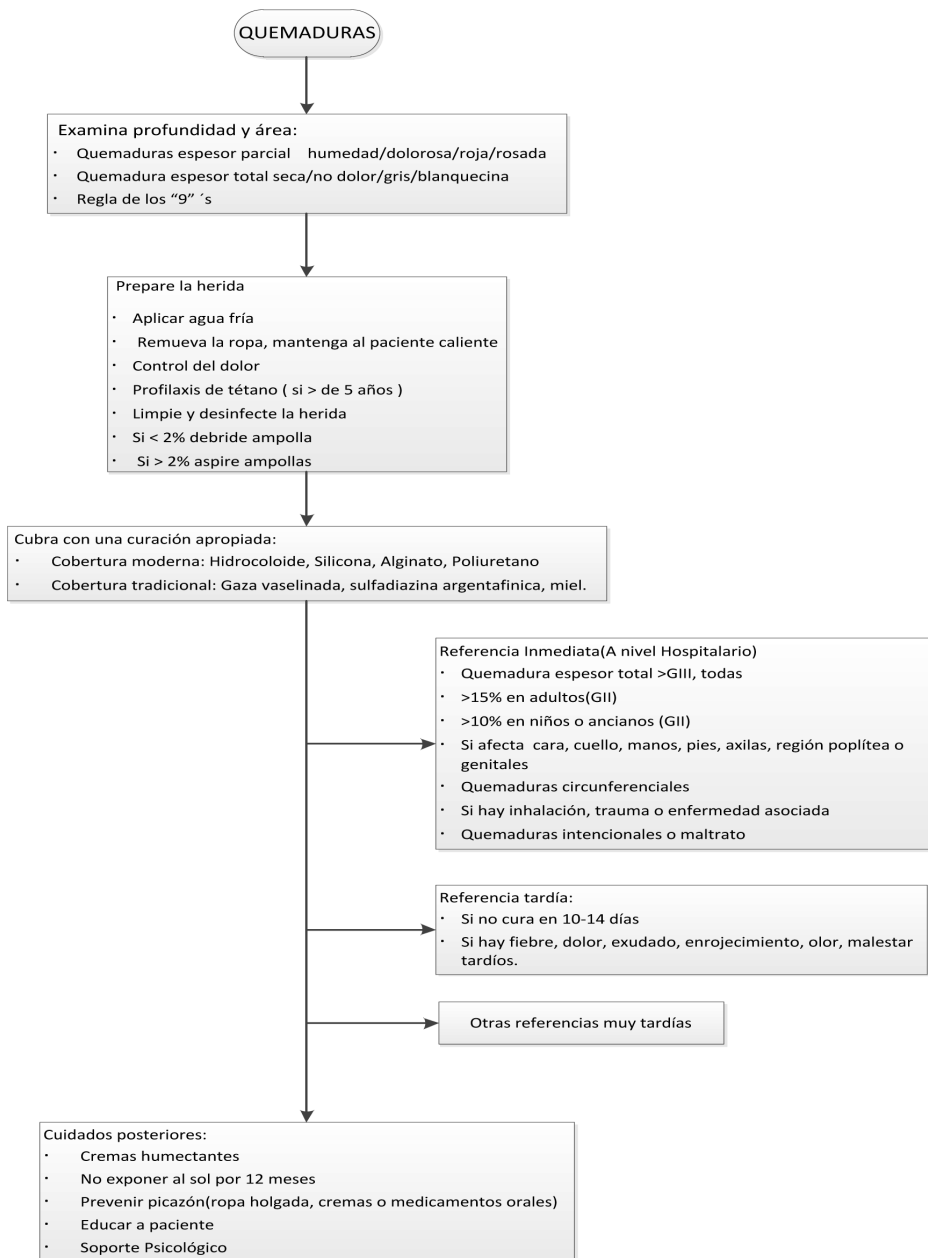 QUEMADURAS
Examina profundidad y área:
· Quemaduras espesor parcial humedad/dolorosa/roja/rosada
· Quemadura espesor total seca/no dolor/gris/blanquecina
· Regla de los “9” ´s
Prepare la herida
· Aplicar agua fría
· Remueva la ropa, mantenga al paciente caliente
· Control del dolor
· Profilaxis de tétano ( si > de 5 años )
· Limpie y desinfecte la herida
· Si < 2% debride ampolla
· Si > 2% aspire ampollas
Cubra con una curación apropiada:
· Cobertura moderna: Hidrocoloide, Silicona, Alginato, Poliuretano
· Cobertura tradicional: Gaza vaselinada, sulfadiazina argentafinica, miel.
Referencia Inmediata(A nivel Hospitalario)
· Quemadura espesor total >GIII, todas
· >15% en adultos(GII)
· >10% en niños o ancianos (GII)
· Si afecta cara, cuello, manos, pies, axilas, región poplítea o
genitales
· Quemaduras circunferenciales
· Si hay inhalación, trauma o enfermedad asociada
· Quemaduras intencionales o maltrato
Referencia tardía:
· Si no cura en 10-14 días
· Si hay fiebre, dolor, exudado, enrojecimiento, olor, malestar
tardíos.
Otras referencias muy tardías
Cuidados posteriores:
· Cremas humectantes
· No exponer al sol por 12 meses
· Prevenir picazón(ropa holgada, cremas o medicamentos orales)
· Educar a paciente
· Soporte Psicológico